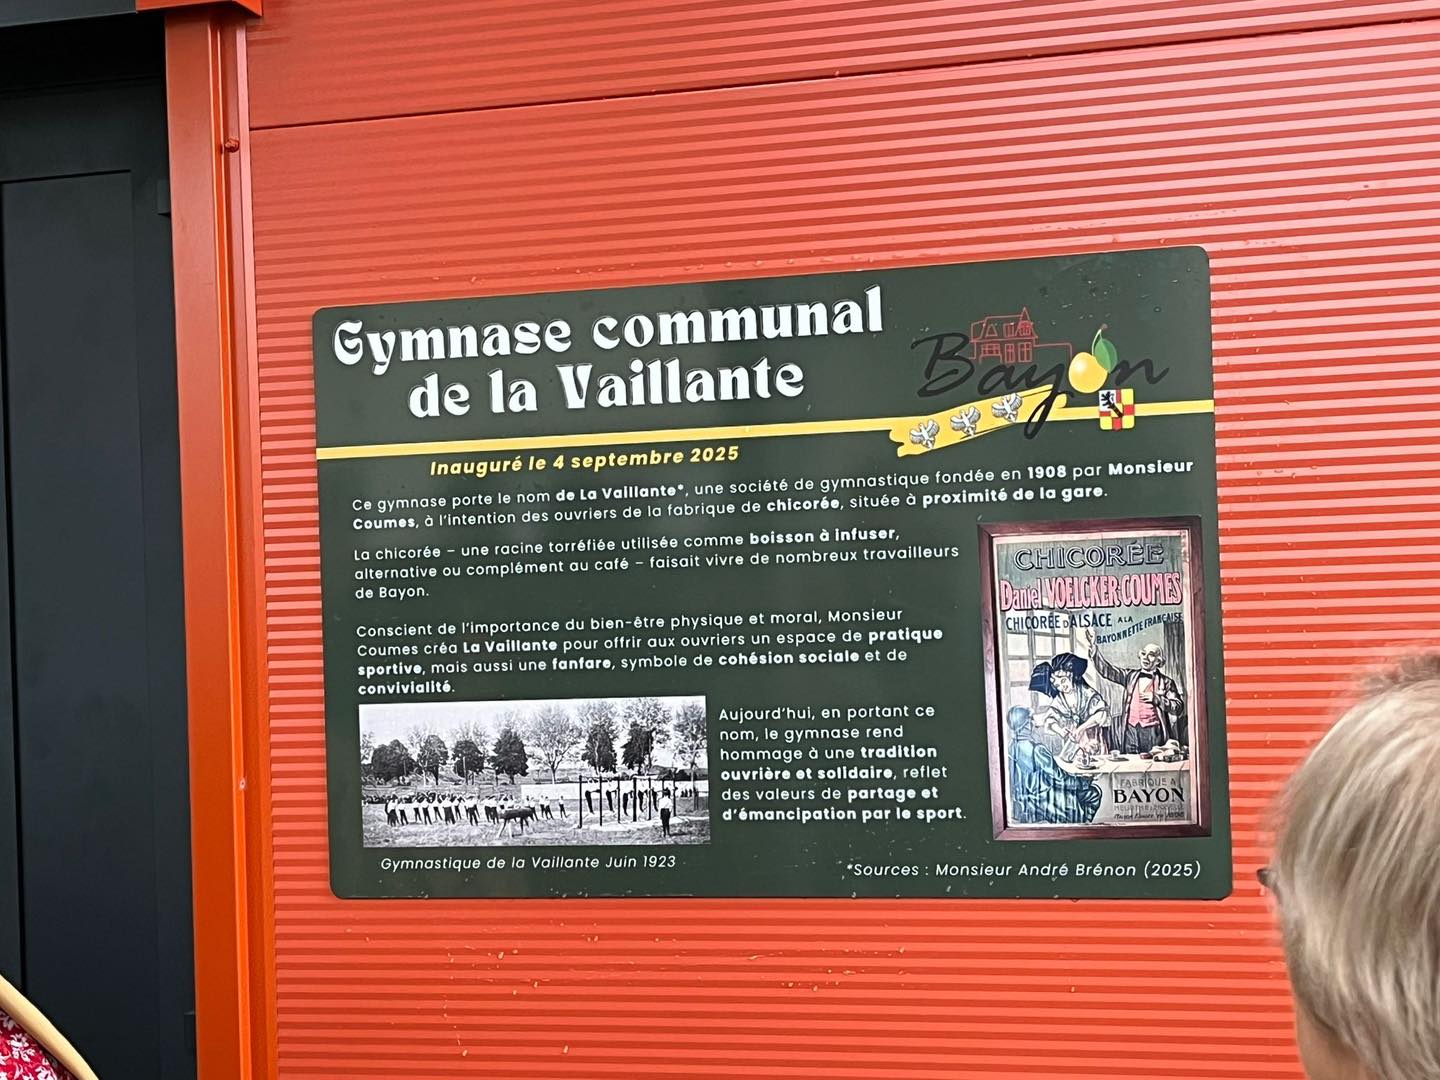 Gymnase communal
de la Vaillante
Bayon
Inauguré le 4 septembre 2025
Ce gymnase porte le nom de La Vaillante*, une société de gymnastique fondée en 1908 par Monsieur
Coumes, à l'intention des ouvriers de la fabrique de chicorée, située à proximité de la gare.
La chicorée – une racine torréfiée utilisée comme boisson à infuser,
alternative ou complément au café – faisait vivre de nombreux travailleurs
de Bayon.
Conscient de l'importance du bien-être physique et moral, Monsieur
Coumes créa La Vaillante pour offrir aux ouvriers un espace de pratique
sportive, mais aussi une fanfare, symbole de cohésion sociale et de
convivialité.
Aujourd'hui, en portant ce
nom, le gymnase rend
hommage à une tradition
ouvrière et solidaire, reflet
des valeurs de partage et
d'émancipation par le sport.
Gymnastique de la Vaillante Juin 1923
CHICORÉE
Daniel VOELCKER-COUMES
CHICORÉE D'ALSACE A LA
BAYONNETTE FRANÇAISE
FABRIQUE A
BAYON
*Sources : Monsieur André Brénon (2025)